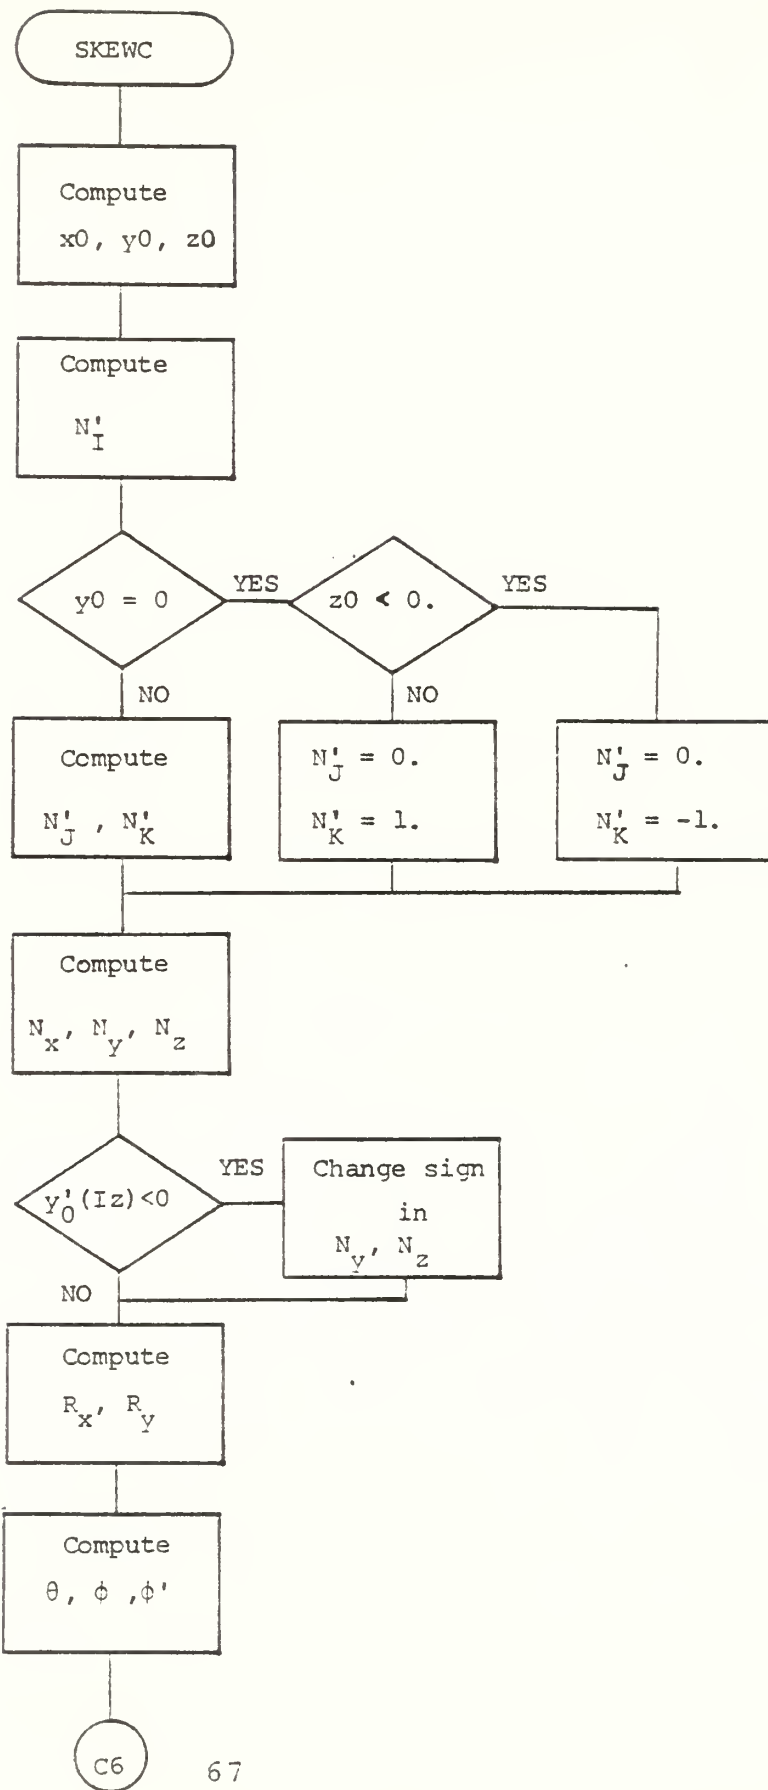 SKEWC
Compute
x0, y0, z0
Compute
N'I
y0 = 0
YES
z0 < 0.
YES
NO
NO
Compute
N'J , N'K
N'J = 0.
N'K = 1.
N'J = 0.
N'K = -1.
Compute
Nx, Ny, Nz
y'0(Iz)<0
YES
Change sign
in
Ny, Nz
NO
Compute
Rx, Ry
Compute
θ, ϕ ,ϕ'
C6
67